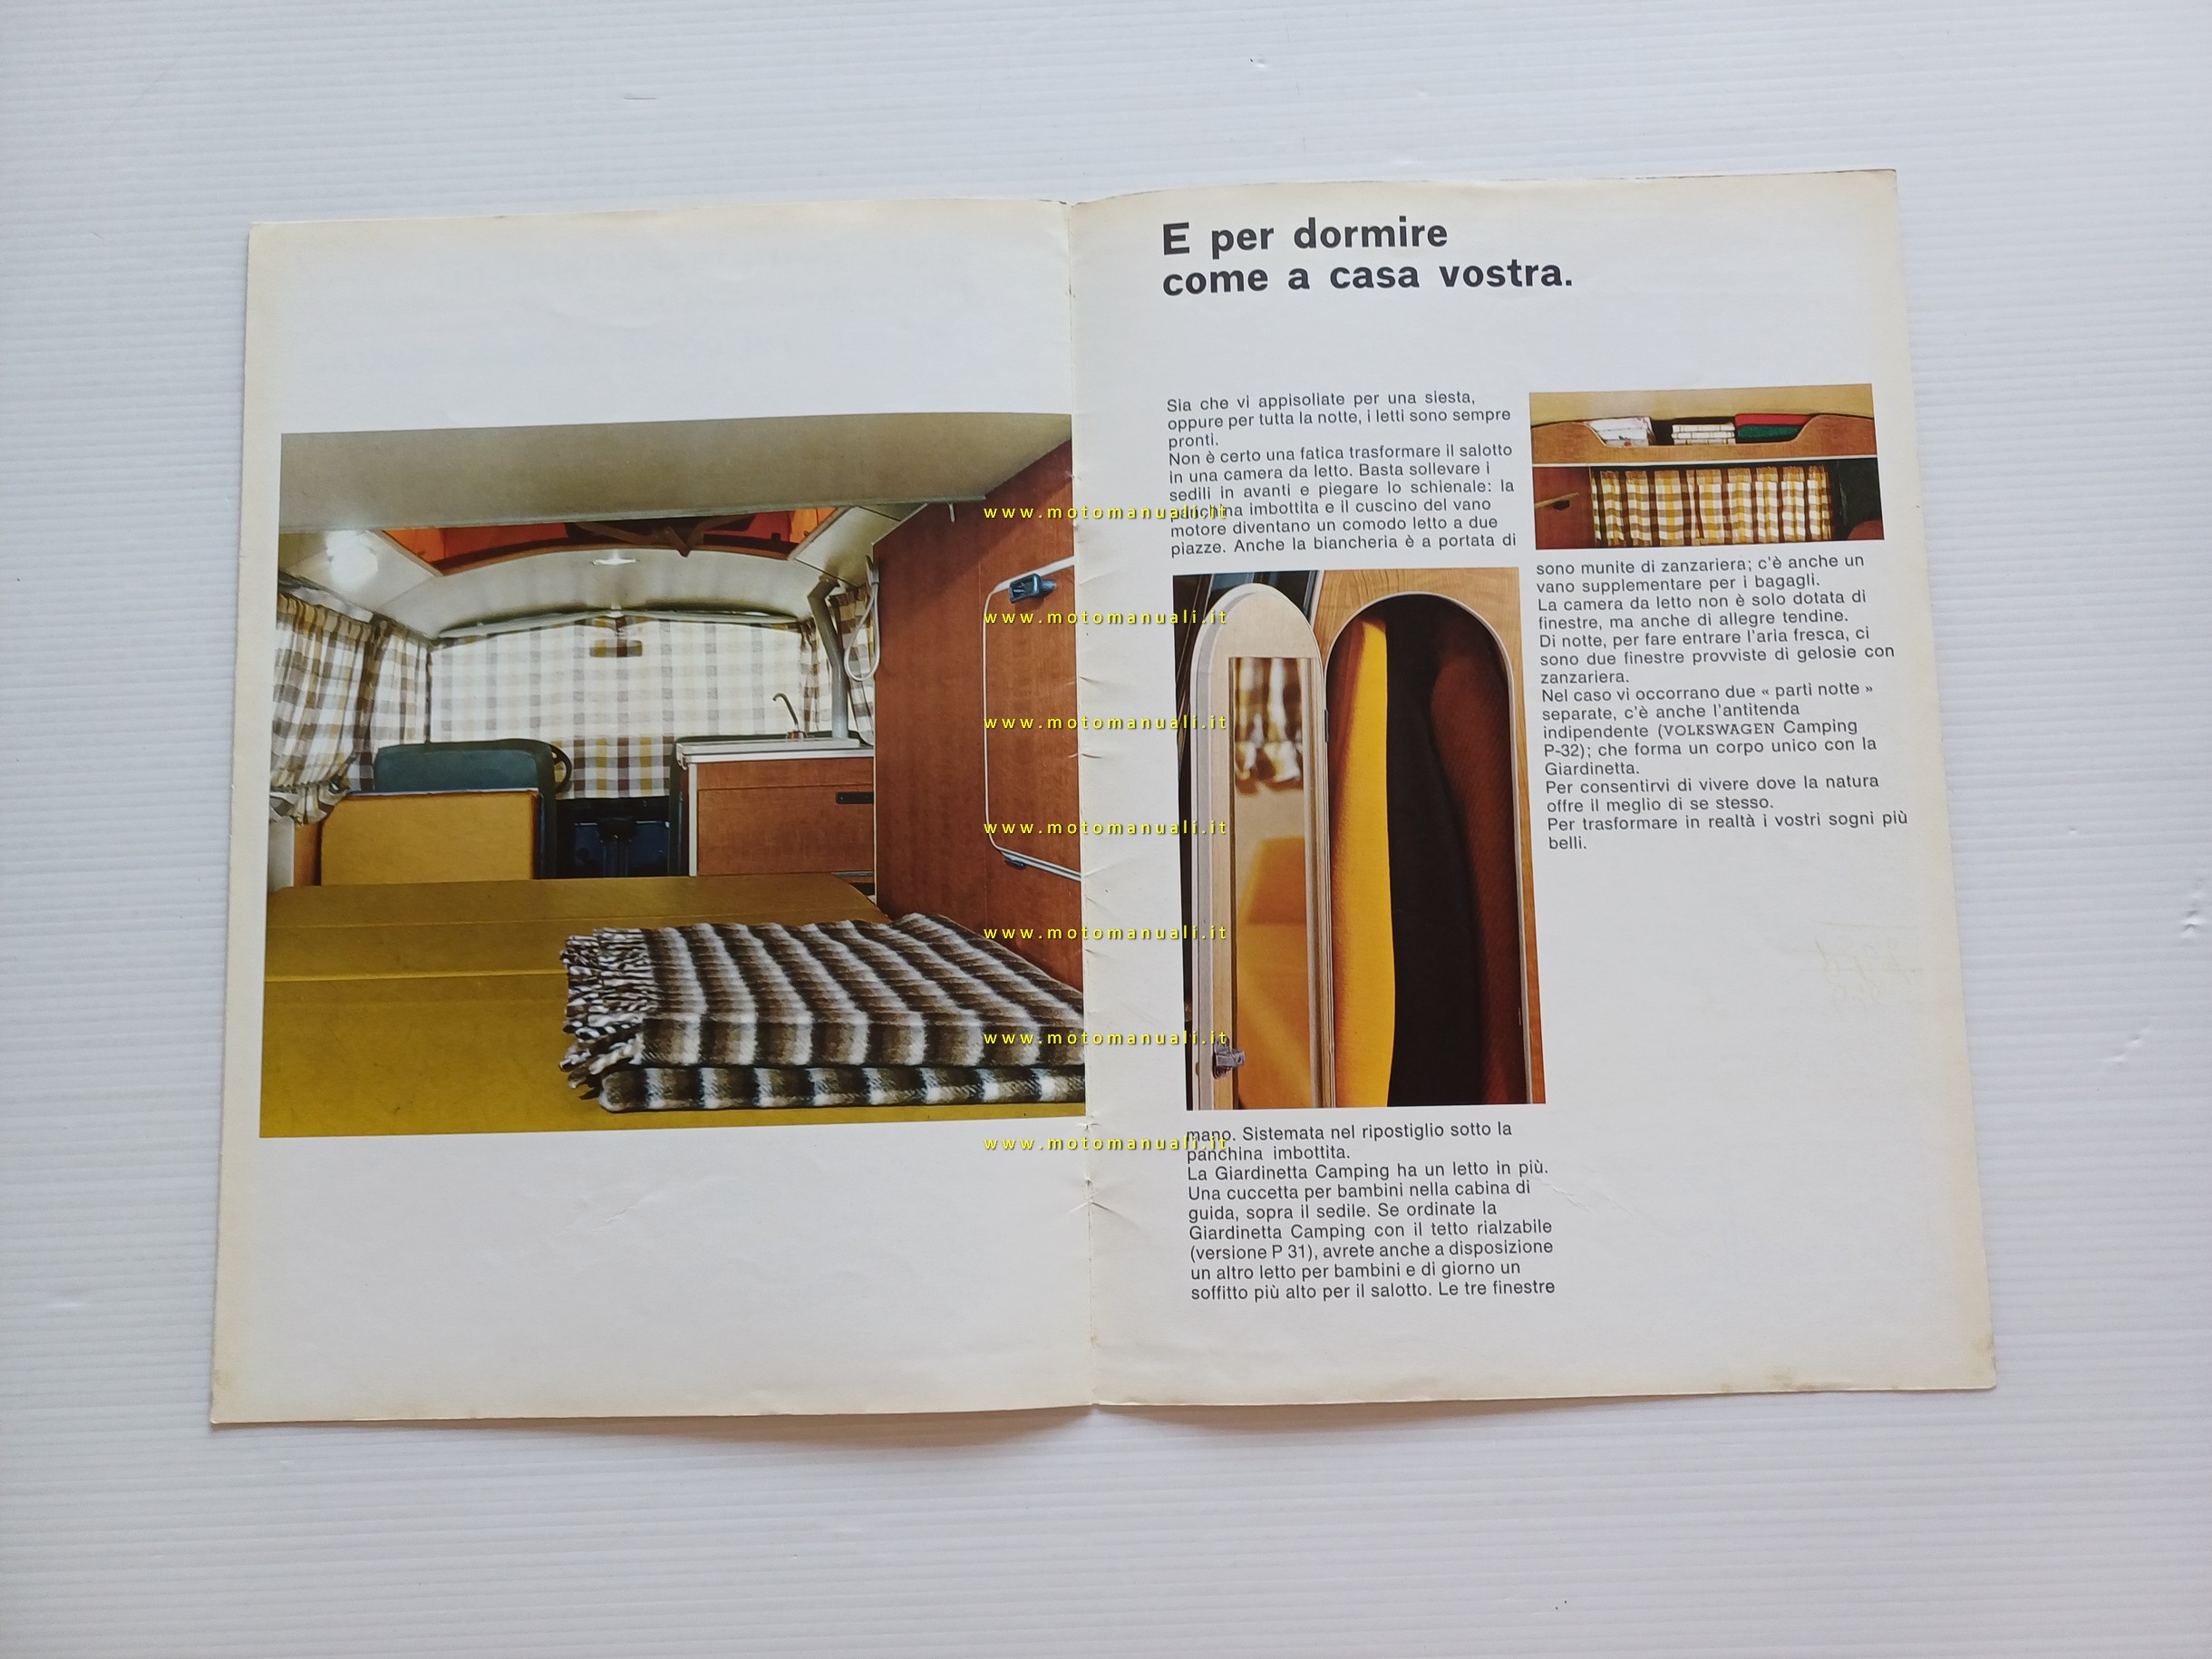 E per dormire
come a casa vostra.
Sia che vi appisoliate per una siesta,
oppure per tutta la notte, i letti sono sempre
pronti.
Non è certo una fatica trasformare il salotto
in una camera da letto. Basta sollevare i
sedili in avanti e piegare lo schienale: la
panchina imbottita e il cuscino del vano
motore diventano un comodo letto a due
piazze. Anche la biancheria è a portata di
mano. Sistemata nel ripostiglio sotto la
panchina imbottita.
La Giardinetta Camping ha un letto in più.
Una cuccetta per bambini nella cabina di
guida, sopra il sedile. Se ordinate la
Giardinetta Camping con il tetto rialzabile
(versione P 31), avrete anche a disposizione
un altro letto per bambini e di giorno un
soffitto più alto per il salotto. Le tre finestre
sono munite di zanzariera; c'è anche un
vano supplementare per i bagagli.
La camera da letto non è solo dotata di
finestre, ma anche di allegre tendine.
Di notte, per fare entrare l'aria fresca, ci
sono due finestre provviste di gelosie con
zanzariera.
Nel caso vi occorrano due « parti notte »
separate, c'è anche l'antitenda
indipendente (VOLKSWAGEN Camping
P-32); che forma un corpo unico con la
Giardinetta.
Per consentirvi di vivere dove la natura
offre il meglio di se stesso.
Per trasformare in realtà i vostri sogni più
belli.
www.motomanuali.it
www.motomanuali.it
www.motomanuali.it
www.motomanuali.it
www.motomanuali.it
www.motomanuali.it
www.motomanuali.it